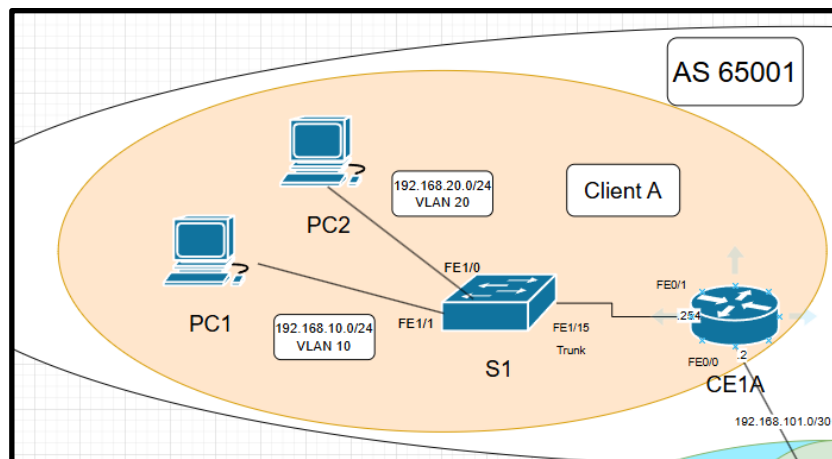 AS 65001
192.168.20.0/24
VLAN 20
Client A
PC2
FE1/0
FE0/1
PC1
192.168.10.0/24
VLAN 10
FE1/1
FE1/15
Trunk
.254
S1
FE0/0
.2
CE1A
192.168.101.0/30